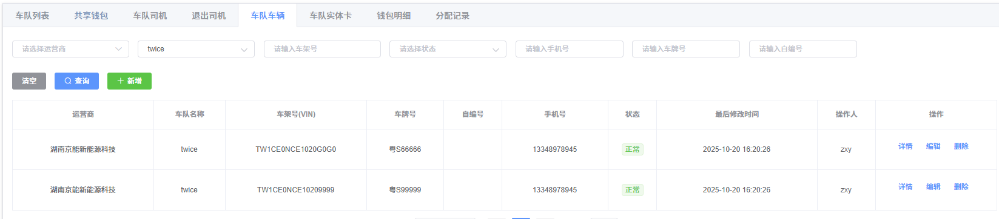 车队列表 共享钱包 车队司机 退出司机 车队车辆 车队实体卡 钱包明细 分配记录
请选择运营商 twice 请输入车架号 请选择状态 请输入手机号 请输入车牌号 请输入自编号
清空 查询 新增
运营商 车队名称 车架号(VIN) 车牌号 自编号 手机号 状态 最后修改时间 操作人 操作
湖南京能新能源科技 twice TW1CE0NCE1020G0G0 粤S66666 13348978945 正常 2025-10-20 16:20:26 zxy 详情 编辑 删除
湖南京能新能源科技 twice TW1CE0NCE10209999 粤S99999 13348978945 正常 2025-10-20 16:20:26 zxy 详情 编辑 删除